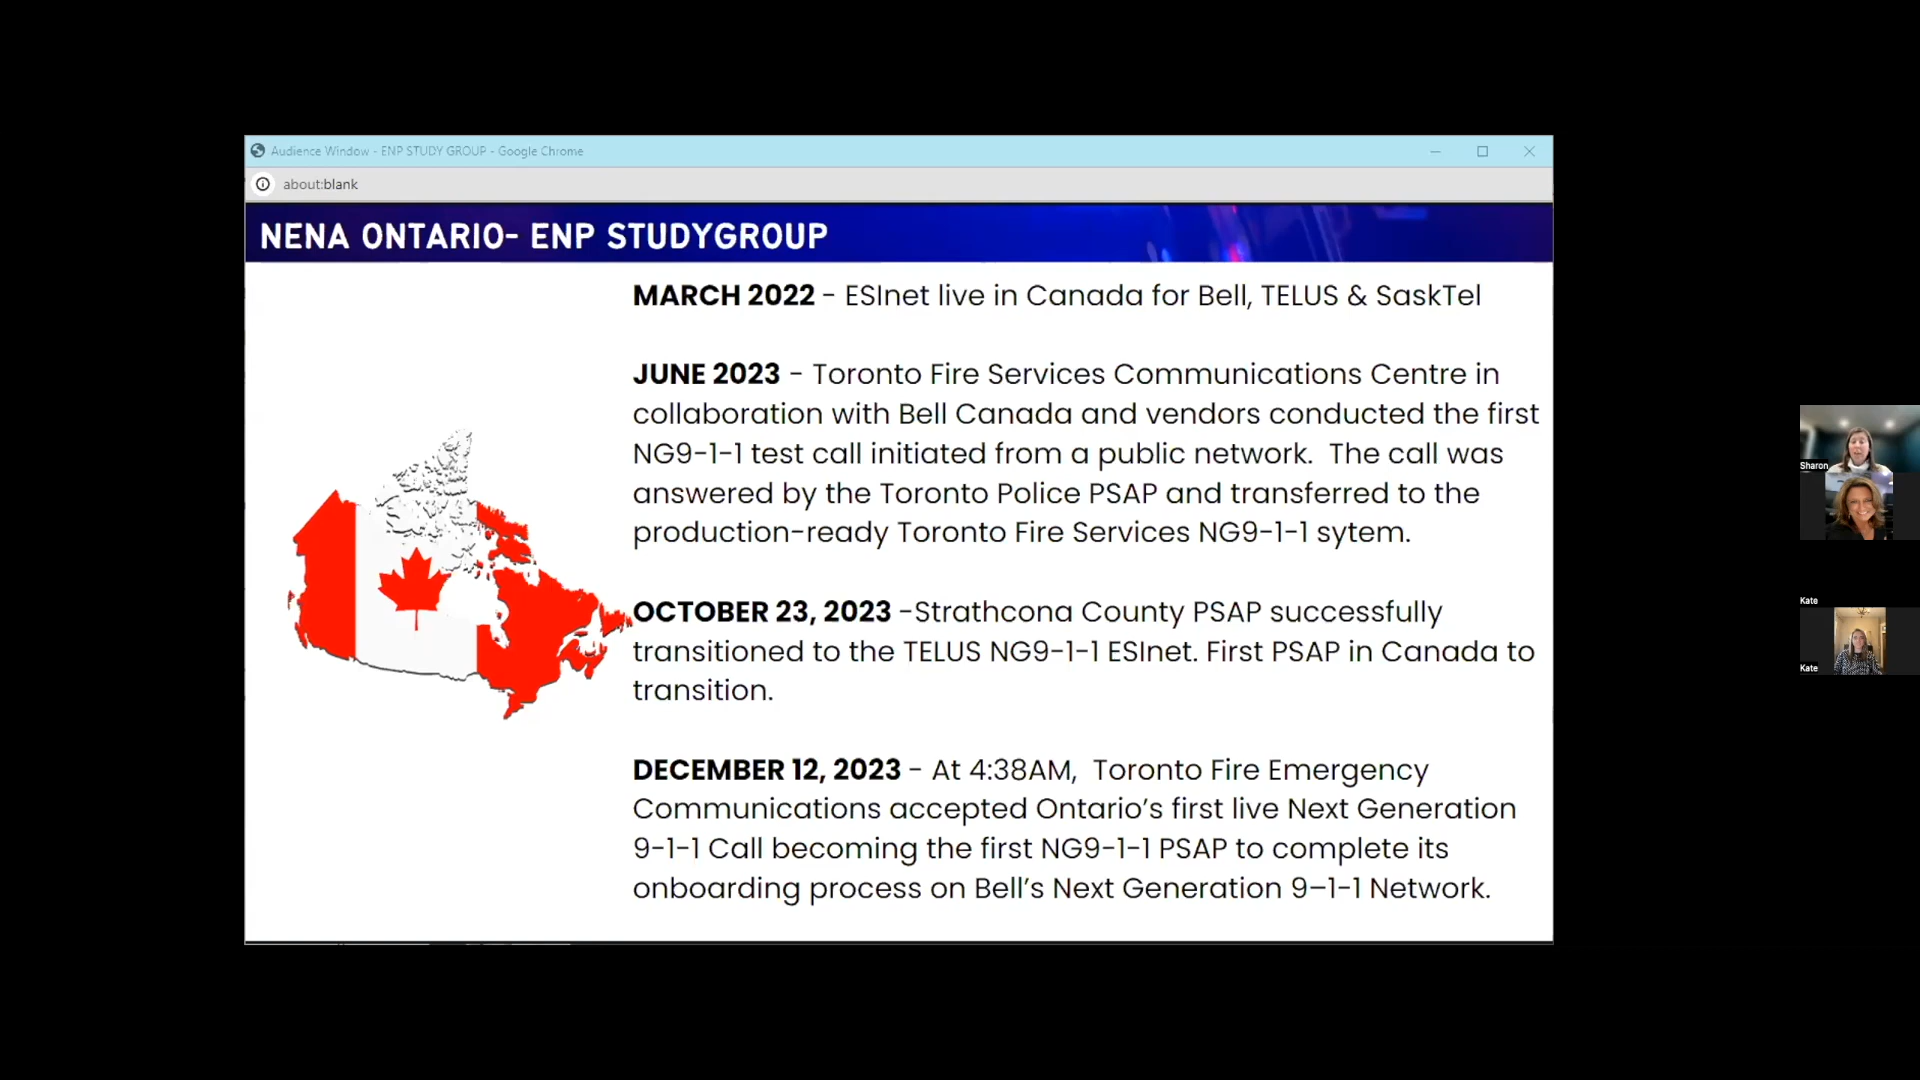 Audience Window - ENP STUDY GROUP - Google Chrome
about:blank
NENA ONTARIO- ENP STUDYGROUP
MARCH 2022 - ESInet live in Canada for Bell, TELUS & SaskTel
JUNE 2023 - Toronto Fire Services Communications Centre in
collaboration with Bell Canada and vendors conducted the first
NG9-1-1 test call initiated from a public network. The call was
answered by the Toronto Police PSAP and transferred to the
production-ready Toronto Fire Services NG9-1-1 sytem.
OCTOBER 23, 2023 -Strathcona County PSAP successfully
transitioned to the TELUS NG9-1-1 ESInet. First PSAP in Canada to
transition.
DECEMBER 12, 2023 - At 4:38AM, Toronto Fire Emergency
Communications accepted Ontario's first live Next Generation
9-1-1 Call becoming the first NG9-1-1 PSAP to complete its
onboarding process on Bell's Next Generation 9–1-1 Network.
Sharon
Kate
Kate